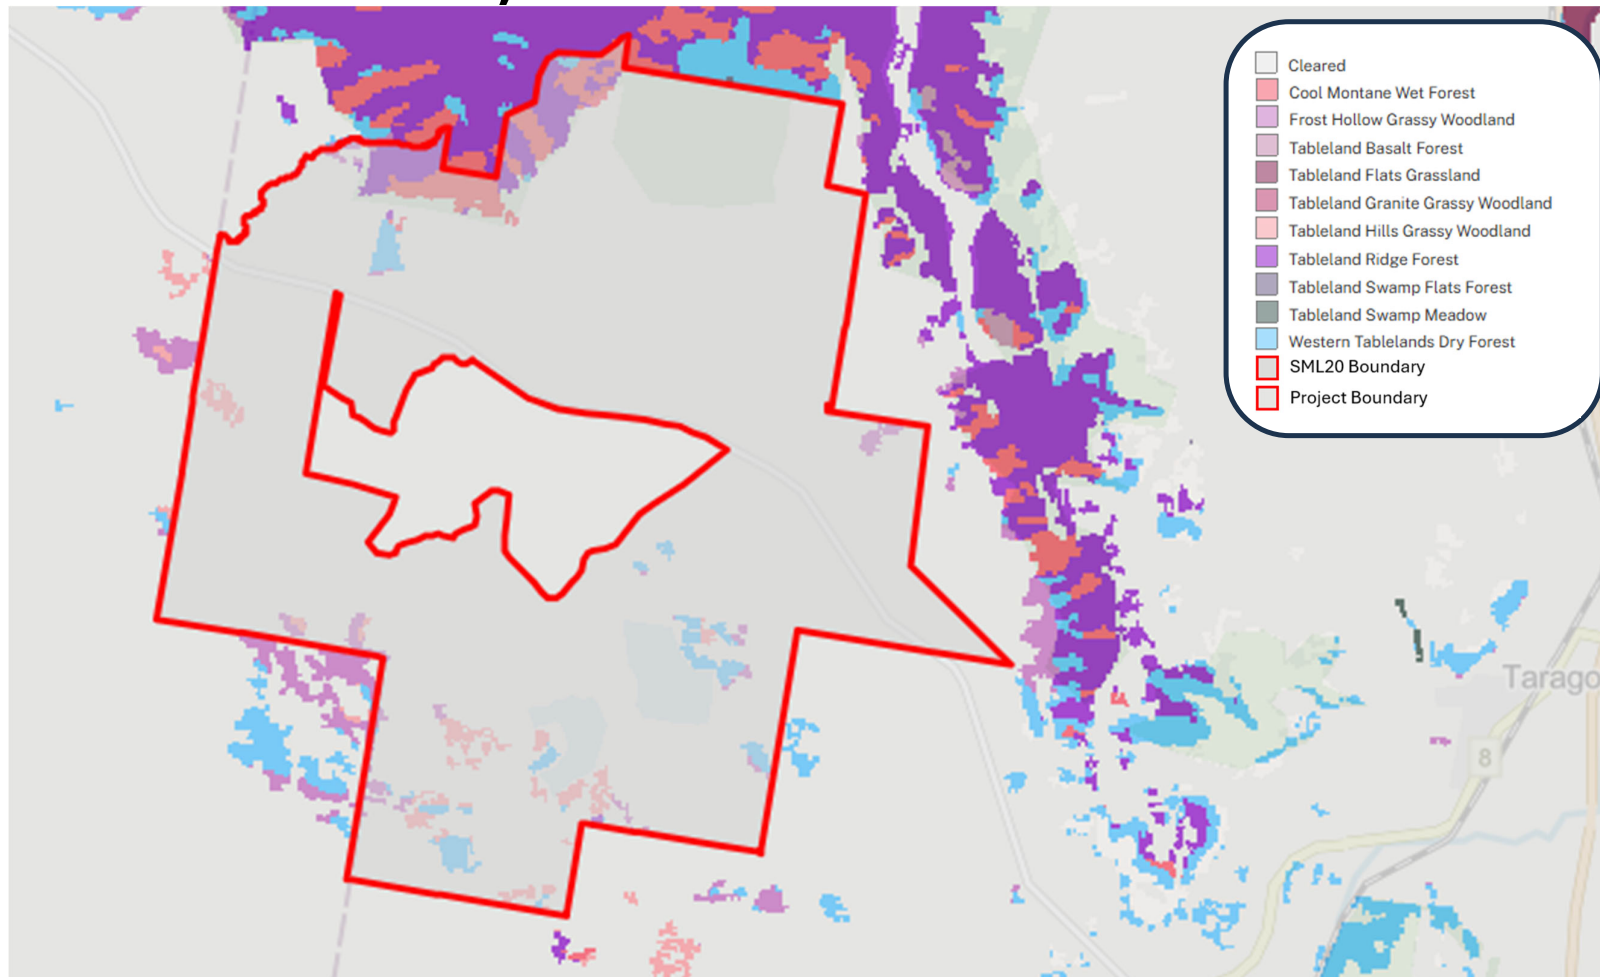 Cleared
Cool Montane Wet Forest
Frost Hollow Grassy Woodland
Tableland Basalt Forest
Tableland Flats Grassland
Tableland Granite Grassy Woodland
Tableland Hills Grassy Woodland
Tableland Ridge Forest
Tableland Swamp Flats Forest
Tableland Swamp Meadow
Western Tablelands Dry Forest
SML20 Boundary
Project Boundary
Tarago
8